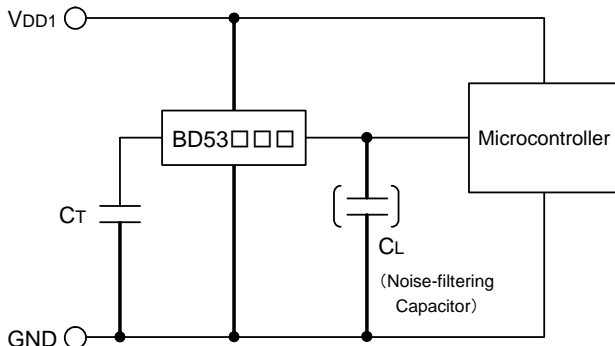 VDD1
BD53□□□
Microcontroller
CT
CL
（Noise-filtering
Capacitor）
GND